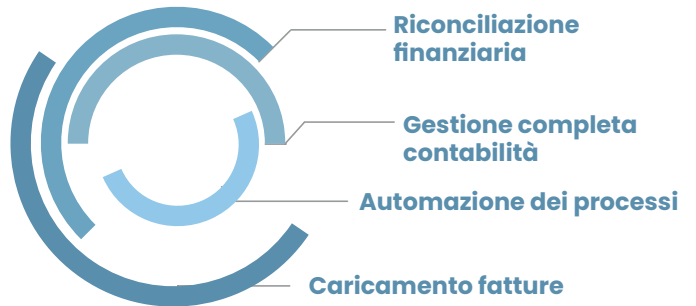 Riconciliazione
finanziaria
Gestione completa
contabilità
Automazione dei processi
Caricamento fatture